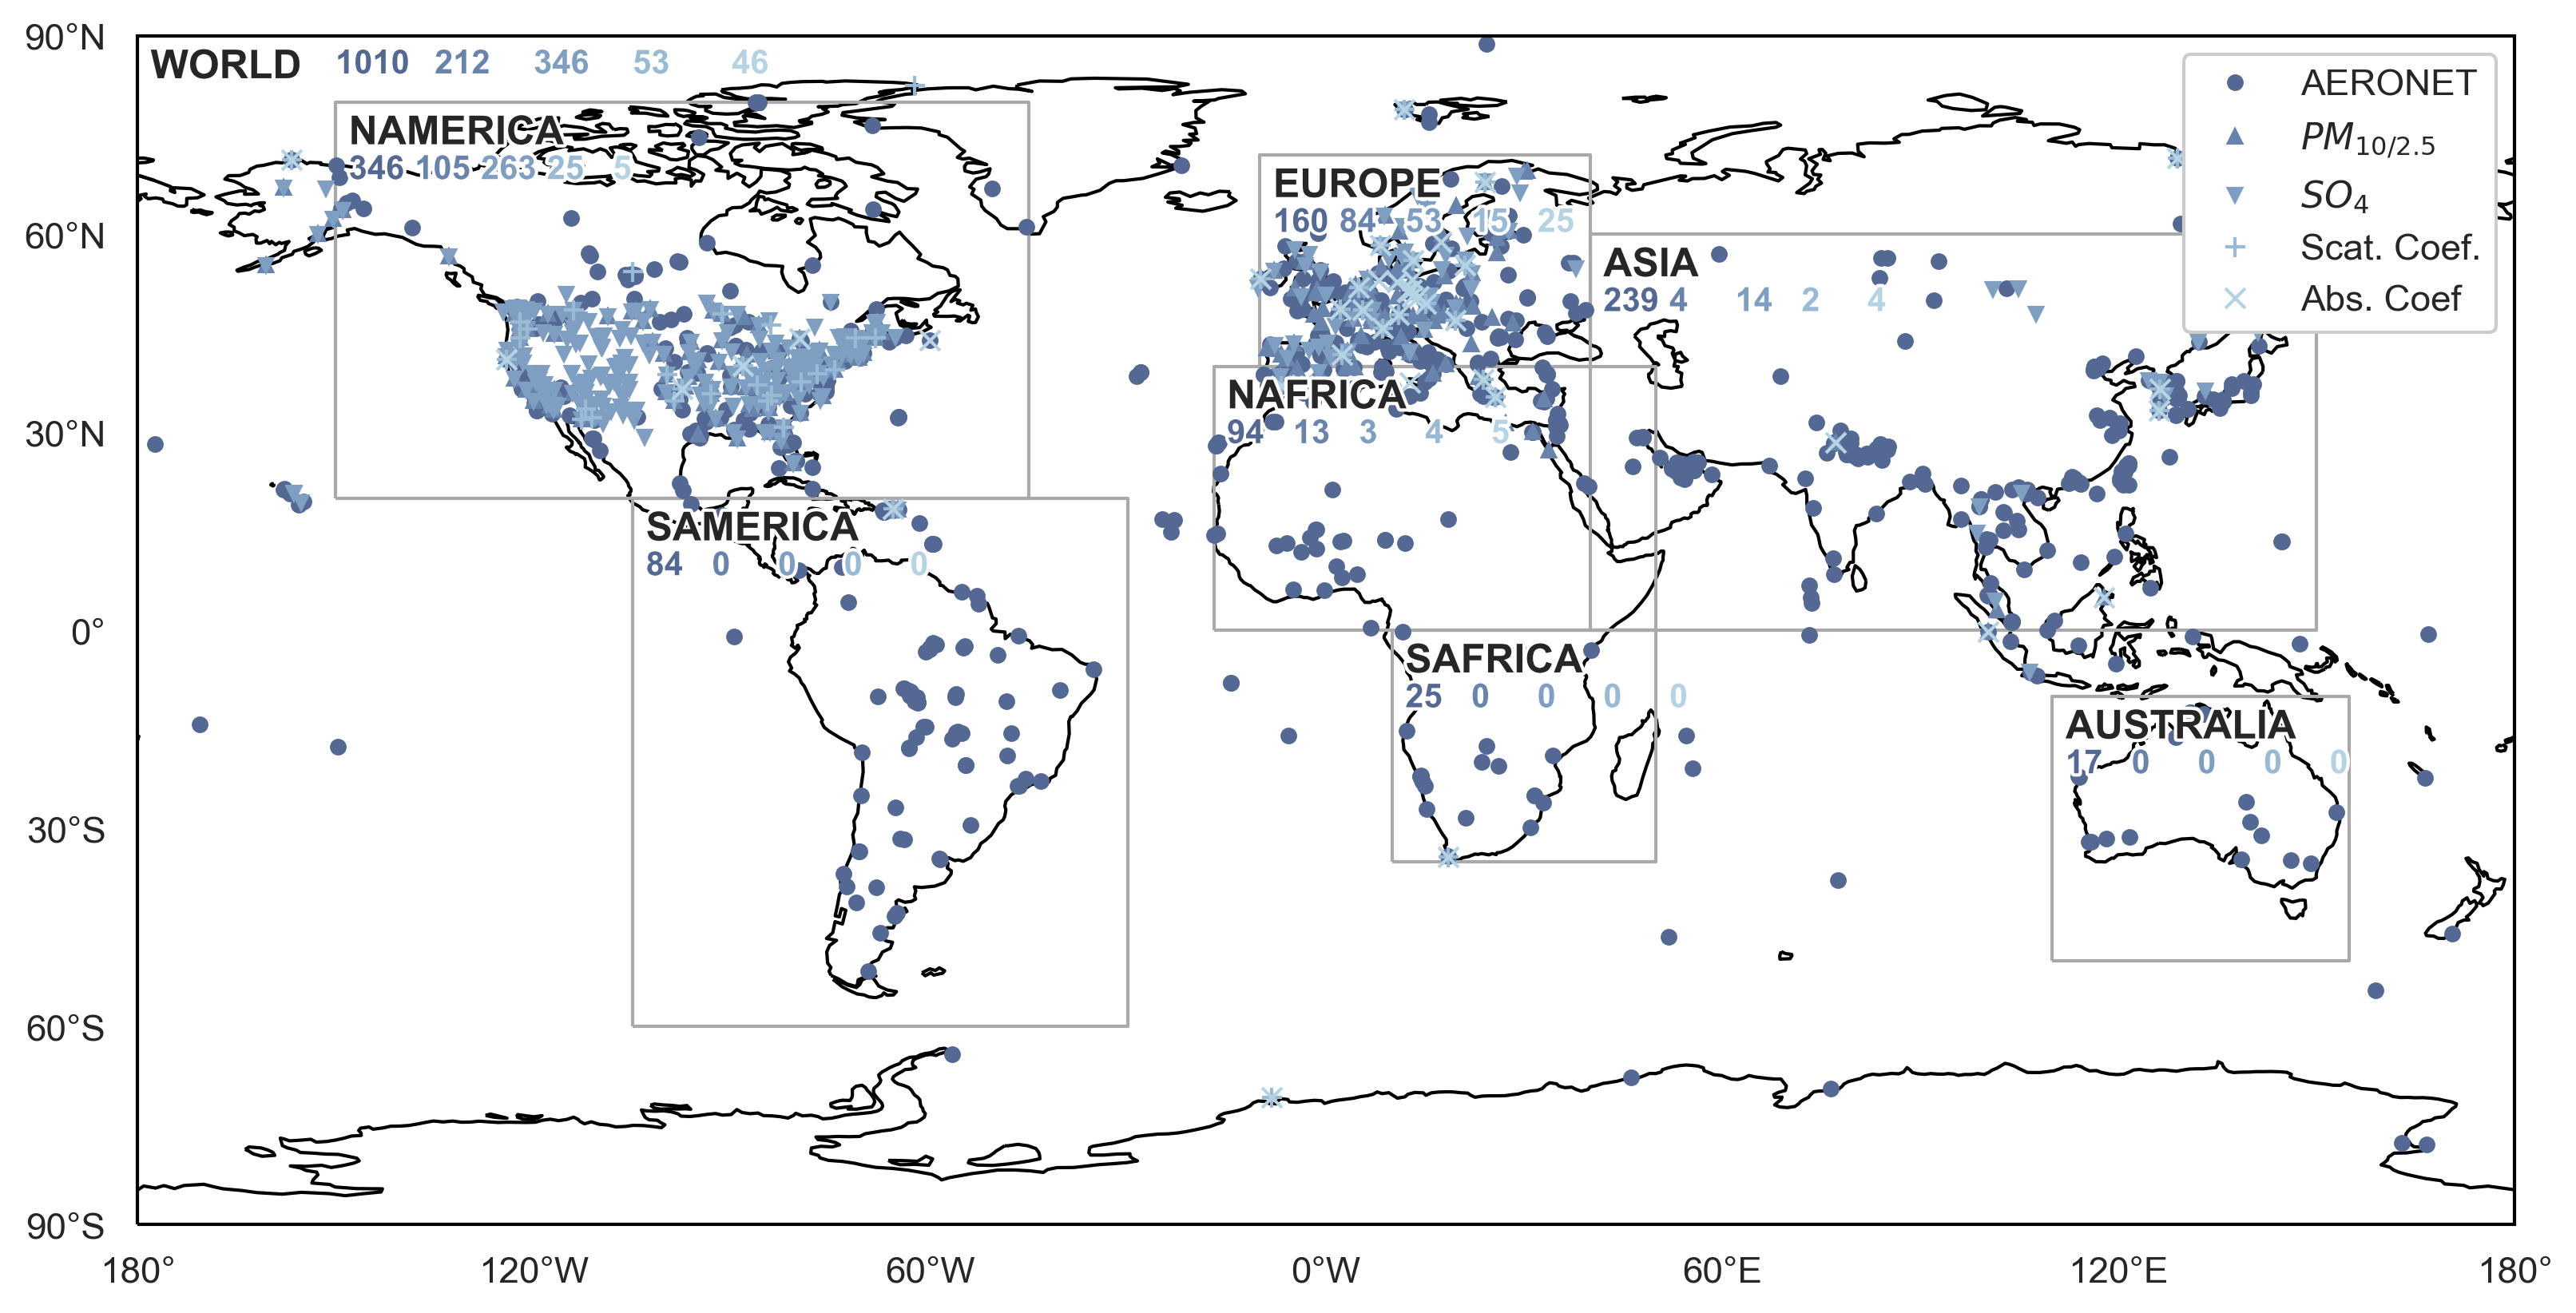 90°N
WORLD 1010 212 346 53 46
NAMERICA
346 105 263 25 5
EUROPE
160 84 53 15 25
AERONET
PM10/2.5
SO4
Scat. Coef.
Abs. Coef
60°N
ASIA
239 4 14 2 4
NAFRICA
94 13 3 4 5
30°N
SAMERICA
84 0 0 0 0
0°
SAFRICA
25 0 0 0 0
AUSTRALIA
17 0 0 0 0
30°S
60°S
90°S
180° 120°W 60°W 0°W 60°E 120°E 180°